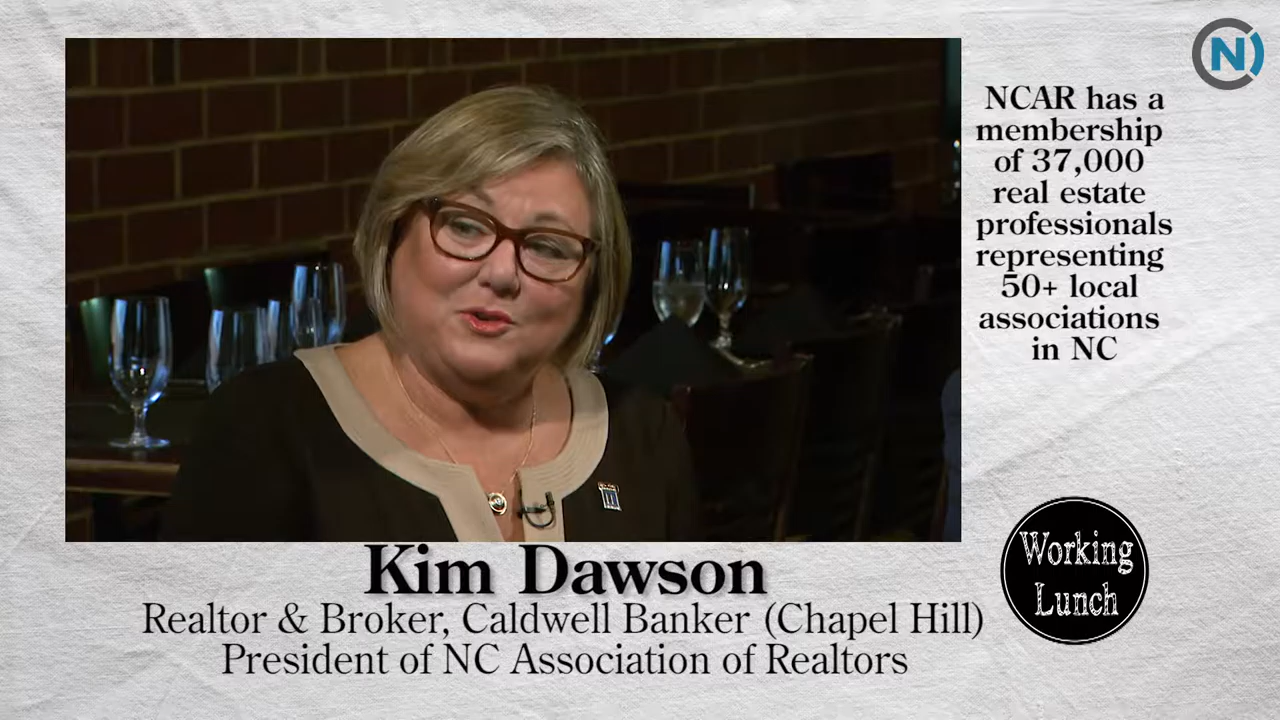 N
NCAR has a
membership
of 37,000
real estate
professionals
representing
50+ local
associations
in NC
Kim Dawson
Realtor & Broker, Caldwell Banker (Chapel Hill)
President of NC Association of Realtors
Working
Lunch